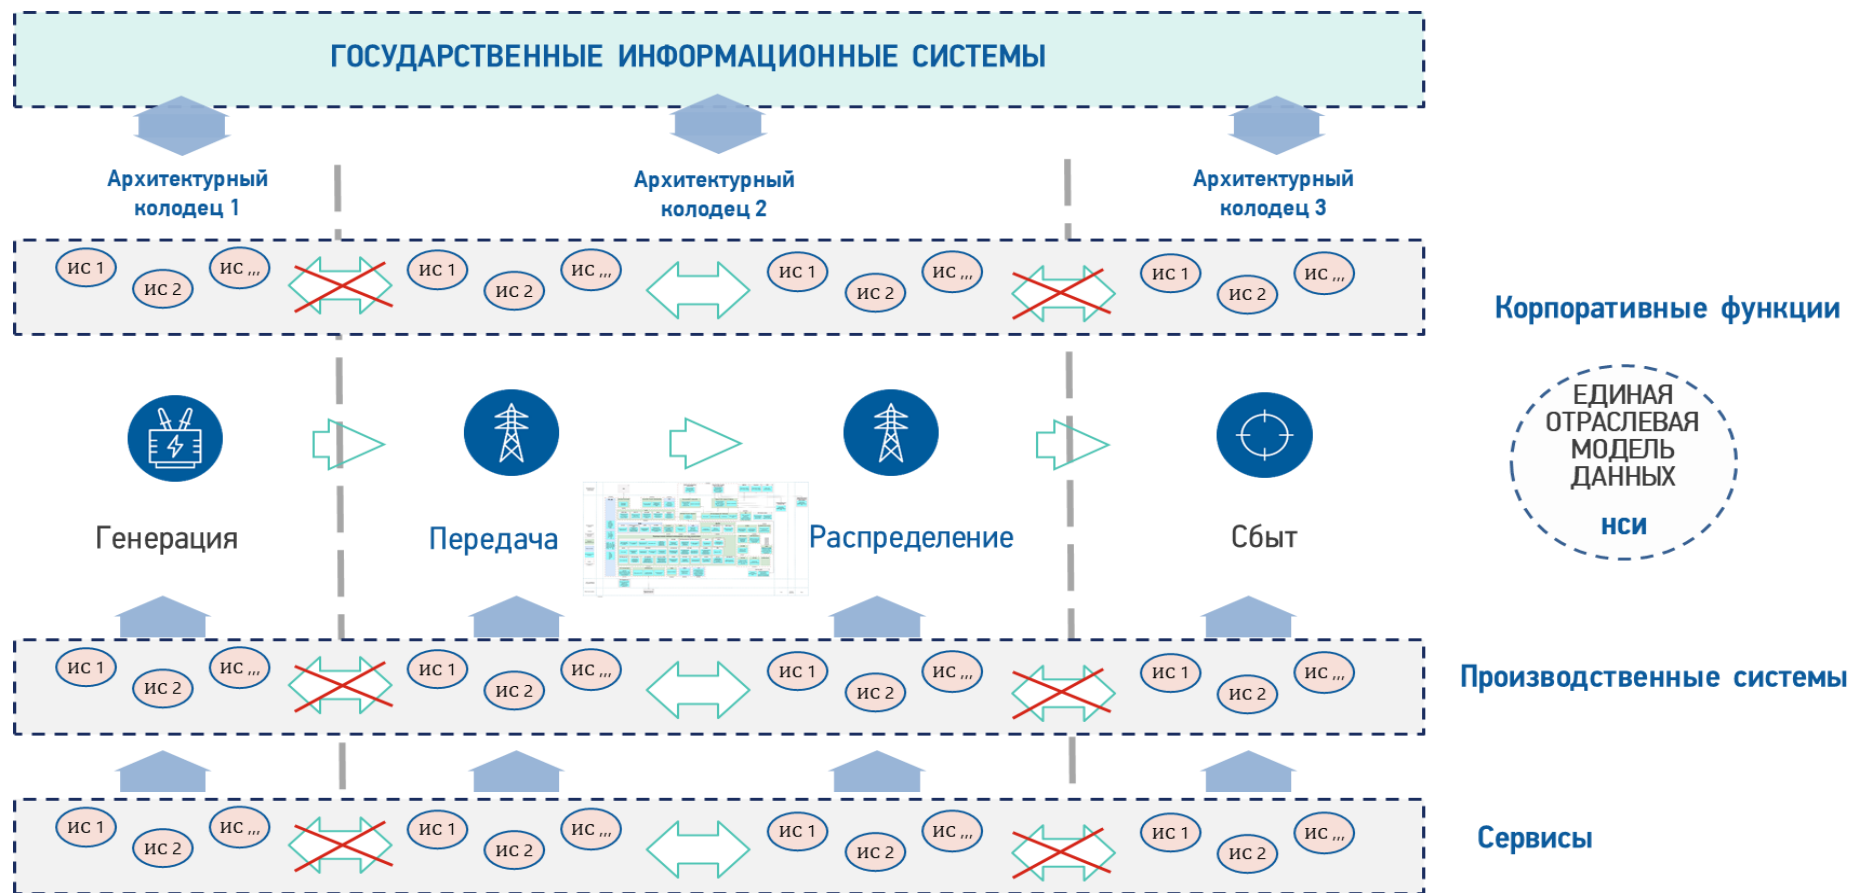 ГОСУДАРСТВЕННЫЕ ИНФОРМАЦИОННЫЕ СИСТЕМЫ
Архитектурный
колодец 1
Архитектурный
колодец 2
Архитектурный
колодец 3
ИС 1
ИС 2
ИС ,,,
ИС 1
ИС 2
ИС ,,,
ИС 1
ИС 2
ИС ,,,
ИС 1
ИС 2
ИС ,,,
Корпоративные функции
Генерация
Передача
Распределение
Сбыт
ЕДИНАЯ
ОТРАСЛЕВАЯ
МОДЕЛЬ
ДАННЫХ
НСИ
ИС 1
ИС 2
ИС ,,,
ИС 1
ИС 2
ИС ,,,
ИС 1
ИС 2
ИС ,,,
ИС 1
ИС 2
ИС ,,,
Производственные системы
ИС 1
ИС 2
ИС ,,,
ИС 1
ИС 2
ИС ,,,
ИС 1
ИС 2
ИС ,,,
ИС 1
ИС 2
ИС ,,,
Сервисы